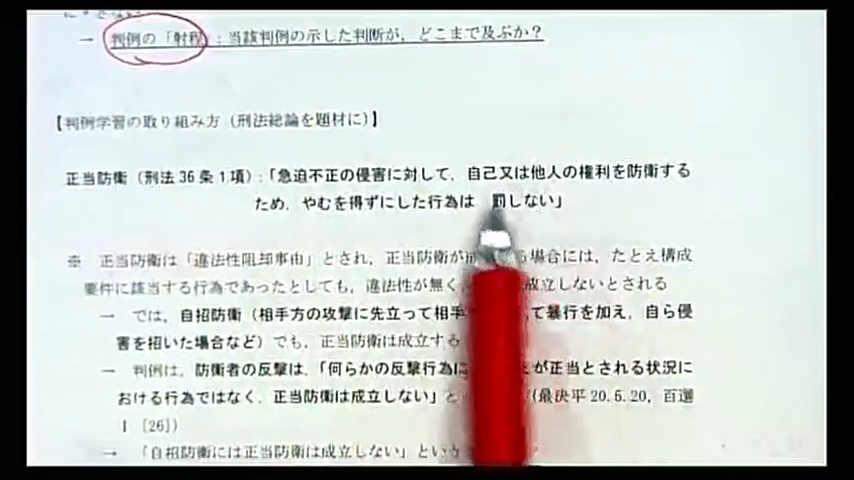 → 判例の「射程」：当該判例の示した判断が、どこまで及ぶか？
【判例学習の取り組み方（刑法総論を題材に）】
正当防衛（刑法36条1項）：「急迫不正の侵害に対して、自己又は他人の権利を防衛する
ため、やむを得ずにした行為は 罰しない」
※ 正当防衛は「違法性阻却事由」とされ、正当防衛が 場合には、たとえ構成
要件に該当する行為であったとしても、違法性が無く 成立しないとされる
→ では、自招防衛（相手方の攻撃に先立って相手 て暴行を加え、自ら侵
害を招いた場合など）でも、正当防衛は成立する
→ 判例は、防衛者の反撃は、「何らかの反撃行為に が正当とされる状況に
おける行為ではなく、正当防衛は成立しない」と （最決平20.5.20，百選
Ⅰ［26］）
→ 「自招防衛には正当防衛は成立しない」という